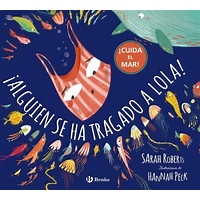 ¡CUIDA
EL
MAR!
¡ALGUIEN SE HA TRAGADO A LOLA!
SARAH ROBERTS
Ilustraciones de
HANNAH PECK
Bruño